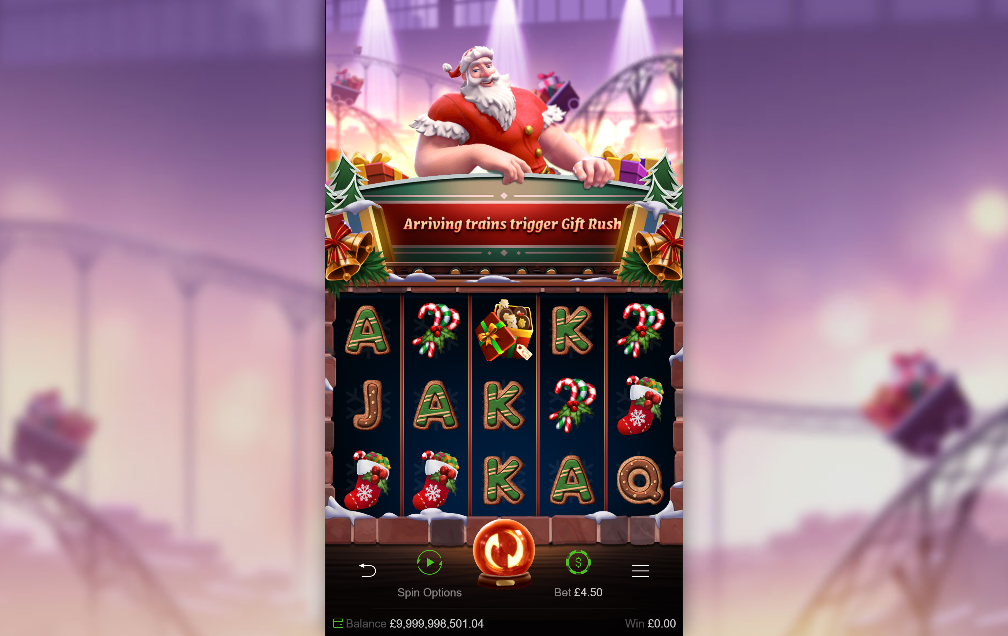 Arriving trains trigger Gift Rush
A K
J A K
K A Q
$
Spin Options Bet £4.50
Balance £9,999,998,501.04 Win £0.00